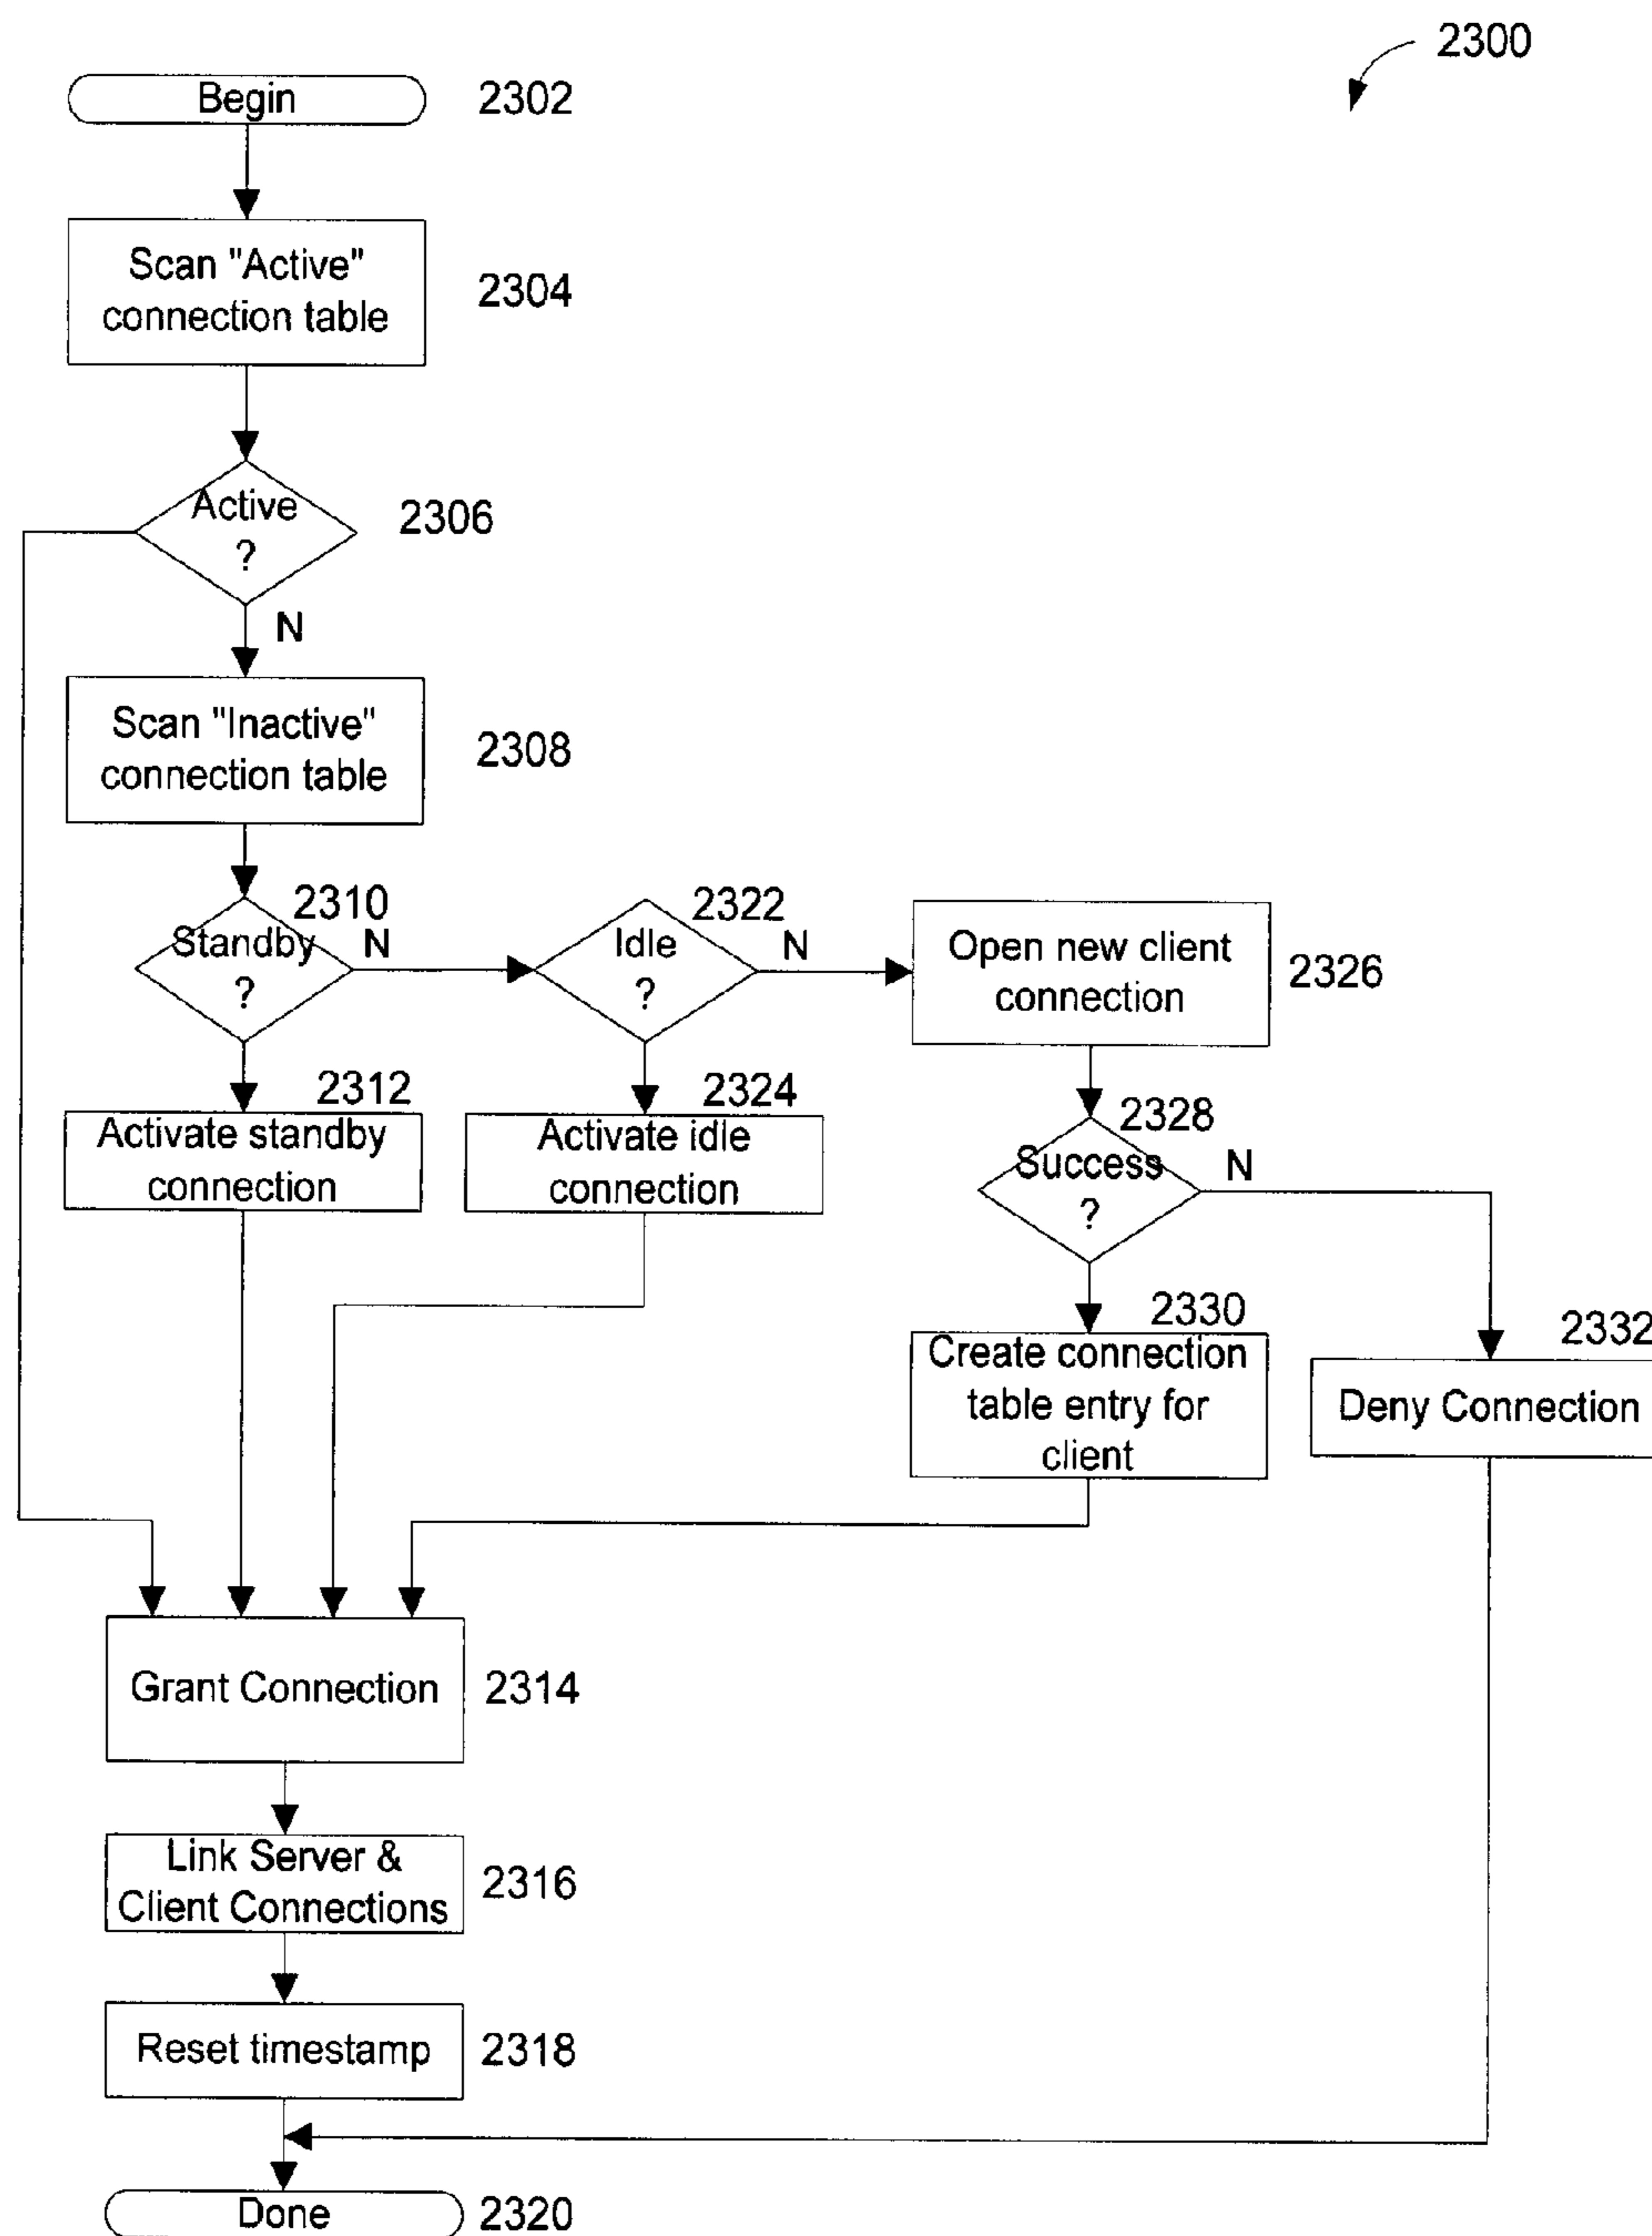 2300
Begin
2302
Scan "Active"
connection table
2304
Active
?
2306
N
Scan "Inactive"
connection table
2308
2310
Standby
?
N
2322
Idle
?
N
Open new client
connection
2326
2312
Activate standby
connection
2324
Activate idle
connection
2328
Success
?
N
2330
Create connection
table entry for
client
2332
Deny Connection
Grant Connection
2314
Link Server &
Client Connections
2316
Reset timestamp
2318
Done
2320